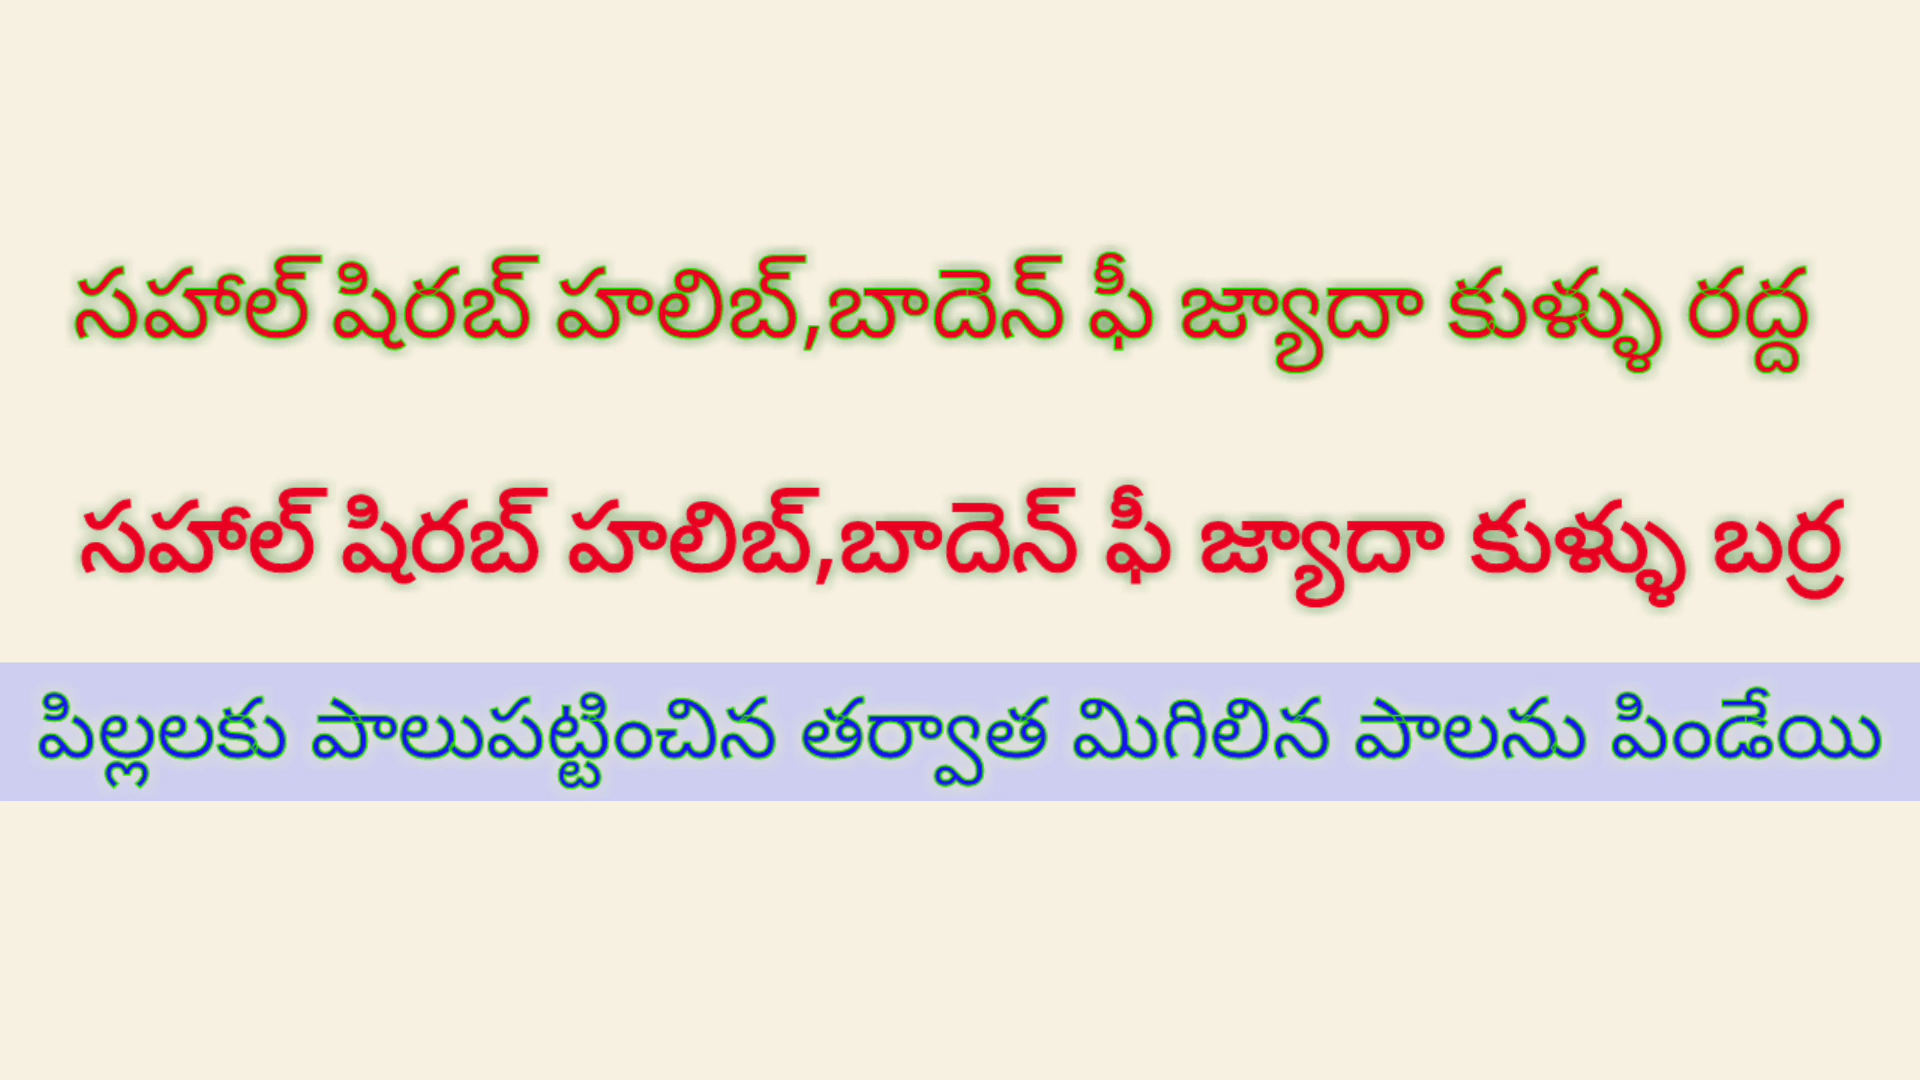 సహాల్ షిరబ్ హలిబ్,బాదెన్ ఫీ జ్యాదా కుళ్ళు రద్ద
సహాల్ షిరబ్ హలిబ్,బాదెన్ ఫీ జ్యాదా కుళ్ళు బర్ర
పిల్లలకు పాలుపట్టించిన తర్వాత మిగిలిన పాలను పిండేయి